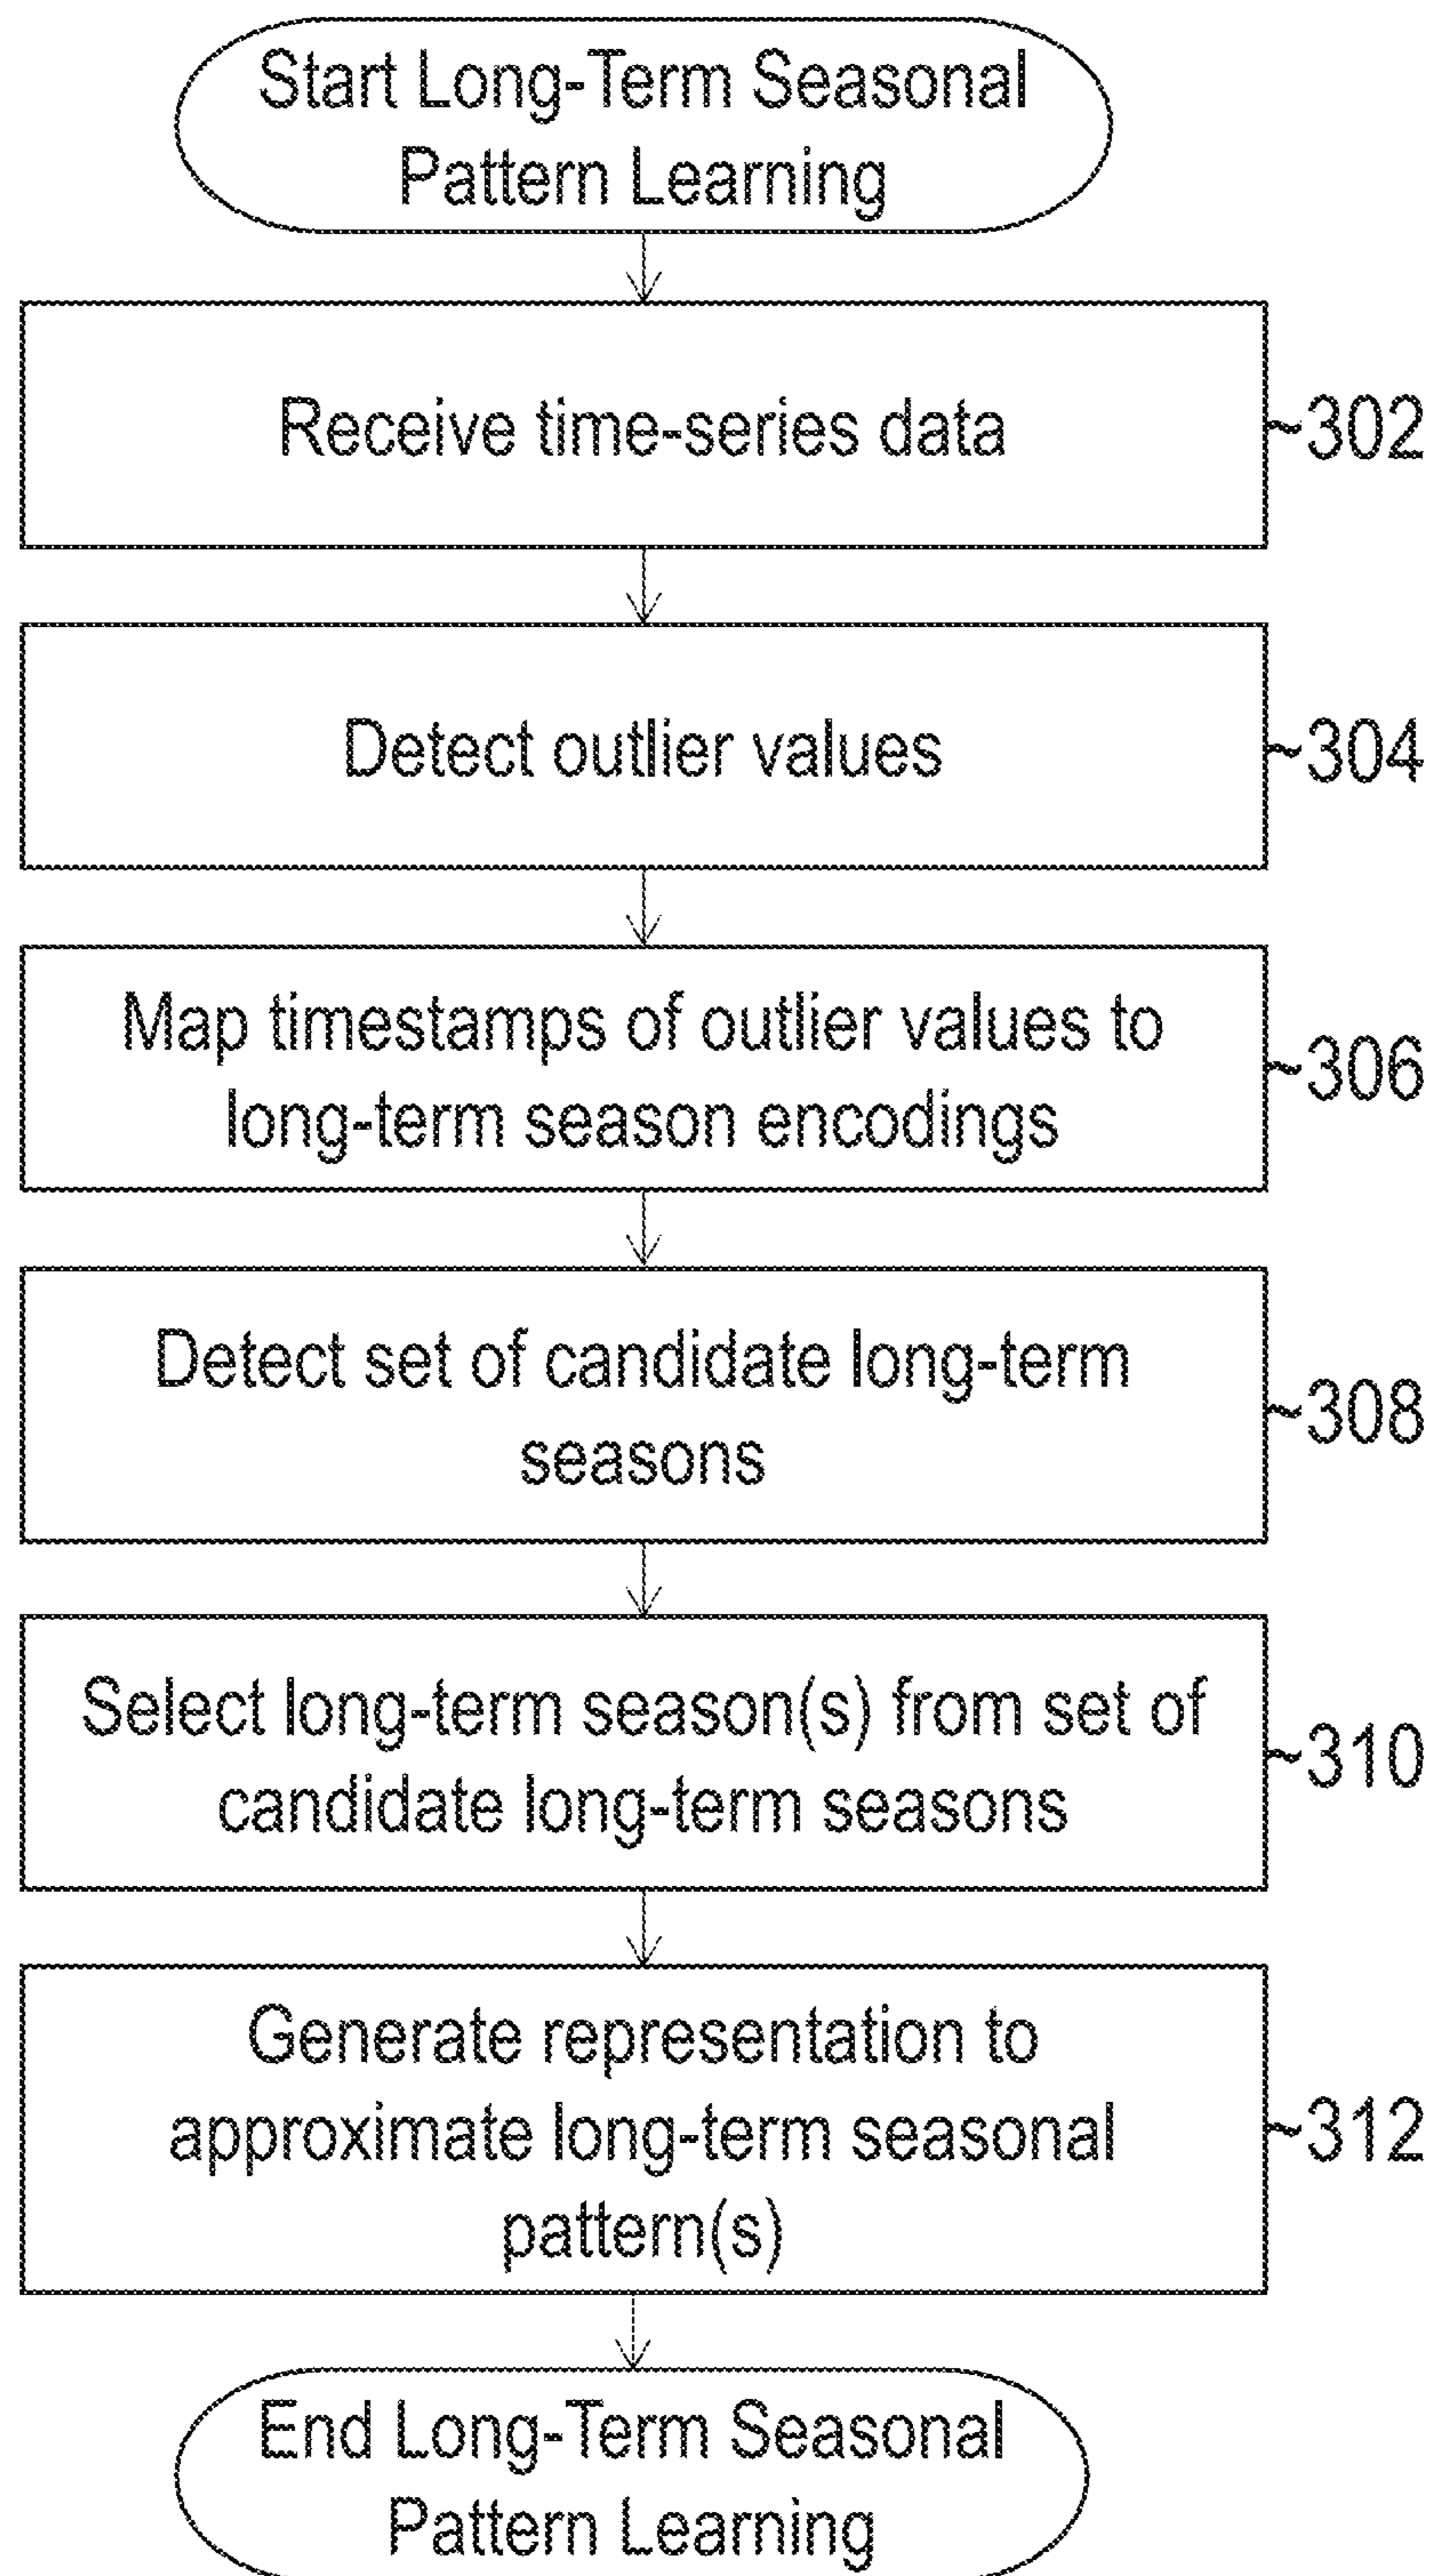 Start Long-Term Seasonal
Pattern Learning
Receive time-series data
~302
Detect outlier values
~304
Map timestamps of outlier values to
long-term season encodings
~306
Detect set of candidate long-term
seasons
~308
Select long-term season(s) from set of
candidate long-term seasons
~310
Generate representation to
approximate long-term seasonal
pattern(s)
~312
End Long-Term Seasonal
Pattern Learning